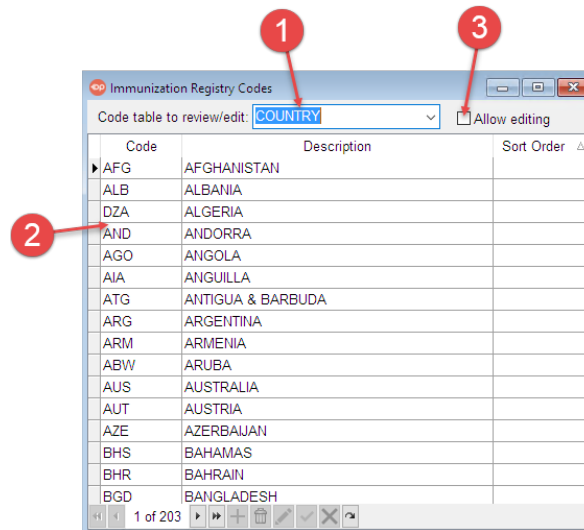 1
3
op Immunization Registry Codes
Code table to review/edit: COUNTRY Allow editing
Code Description Sort Order
AFG AFGHANISTAN
ALB ALBANIA
DZA ALGERIA
2
AND ANDORRA
AGO ANGOLA
AIA ANGUILLA
ATG ANTIGUA & BARBUDA
ARG ARGENTINA
ARM ARMENIA
ABW ARUBA
AUS AUSTRALIA
AUT AUSTRIA
AZE AZERBAIJAN
BHS BAHAMAS
BHR BAHRAIN
BGD BANGLADESH
1 of 203